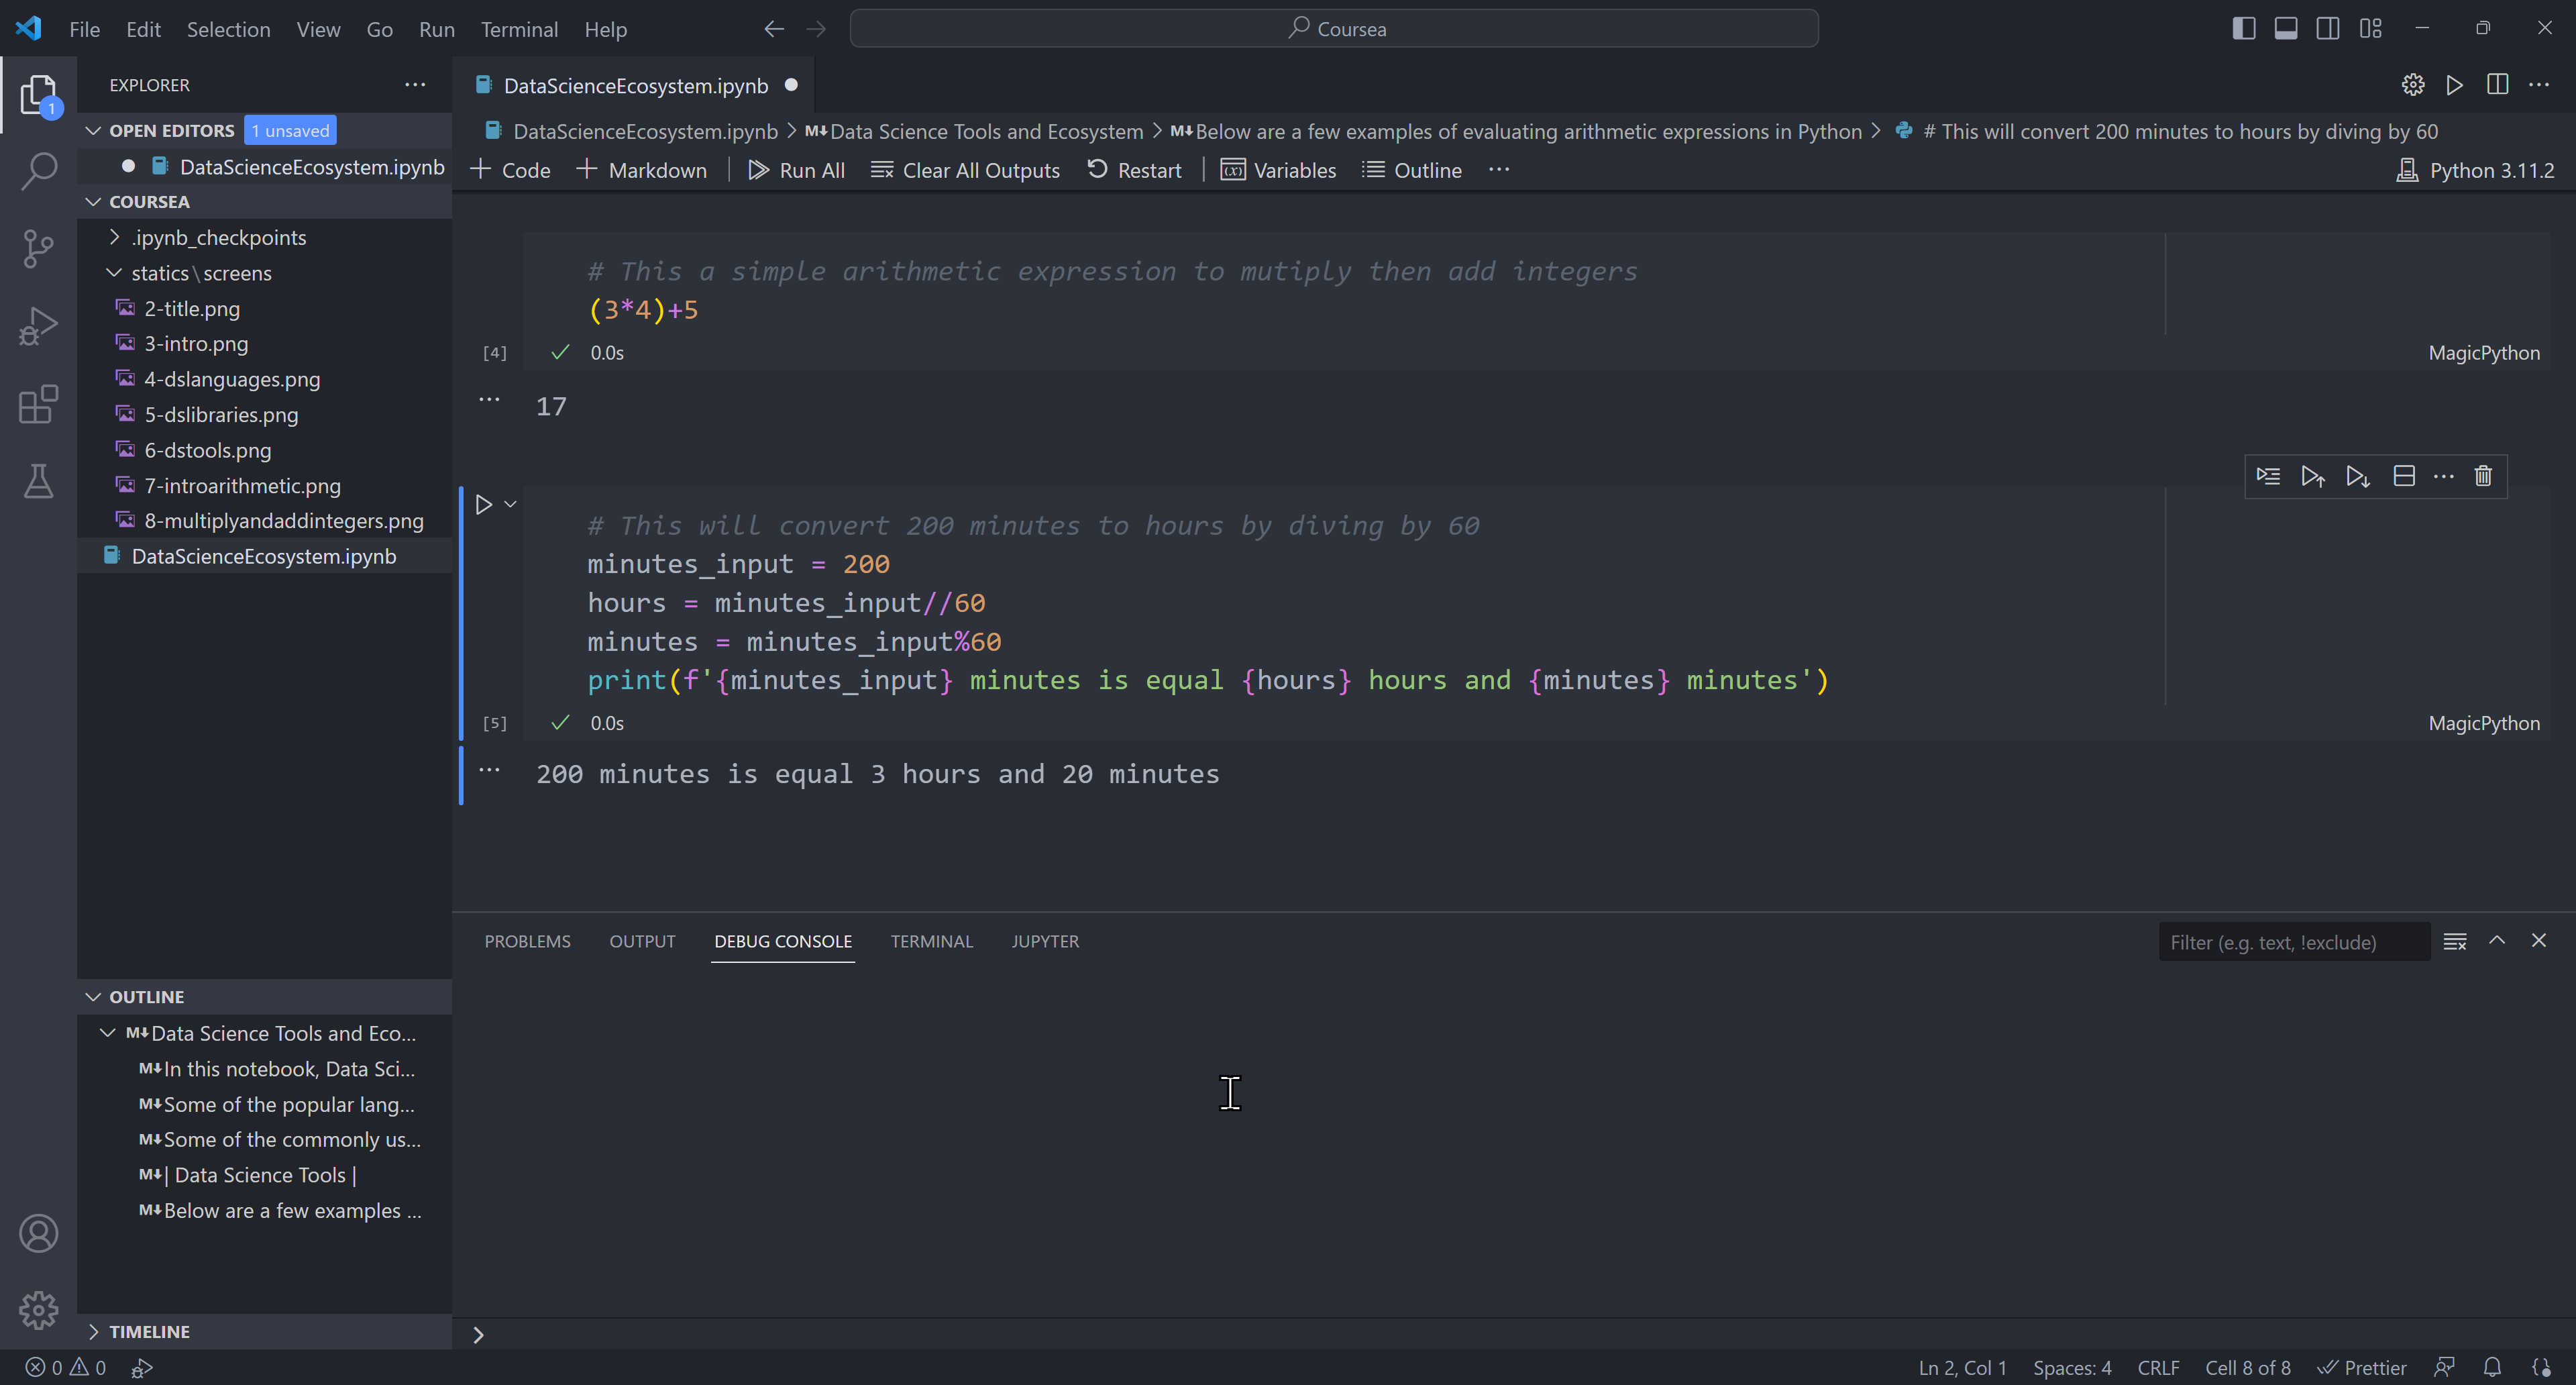 File Edit Selection View Go Run Terminal Help
Coursea
EXPLORER
OPEN EDITORS 1 unsaved
DataScienceEcosystem.ipynb
COURSEA
.ipynb_checkpoints
statics\screens
2-title.png
3-intro.png
4-dslanguages.png
5-dslibraries.png
6-dstools.png
7-introarithmetic.png
8-multiplyandaddintegers.png
DataScienceEcosystem.ipynb
OUTLINE
M↓Data Science Tools and Eco...
M↓In this notebook, Data Sci...
M↓Some of the popular lang...
M↓Some of the commonly us...
M↓| Data Science Tools |
M↓Below are a few examples ...
TIMELINE
1
DataScienceEcosystem.ipynb
DataScienceEcosystem.ipynb > M↓Data Science Tools and Ecosystem > M↓Below are a few examples of evaluating arithmetic expressions in Python > # This will convert 200 minutes to hours by diving by 60
+ Code + Markdown | Run All Clear All Outputs Restart | Variables Outline ... Python 3.11.2
# This a simple arithmetic expression to mutiply then add integers
(3*4)+5
[4] ✓ 0.0s MagicPython
... 17
# This will convert 200 minutes to hours by diving by 60
minutes_input = 200
hours = minutes_input//60
minutes = minutes_input%60
print(f'{minutes_input} minutes is equal {hours} hours and {minutes} minutes')
[5] ✓ 0.0s MagicPython
... 200 minutes is equal 3 hours and 20 minutes
PROBLEMS OUTPUT DEBUG CONSOLE TERMINAL JUPYTER Filter (e.g. text, !exclude)
>
0 0 Ln 2, Col 1 Spaces: 4 CRLF Cell 8 of 8 Prettier